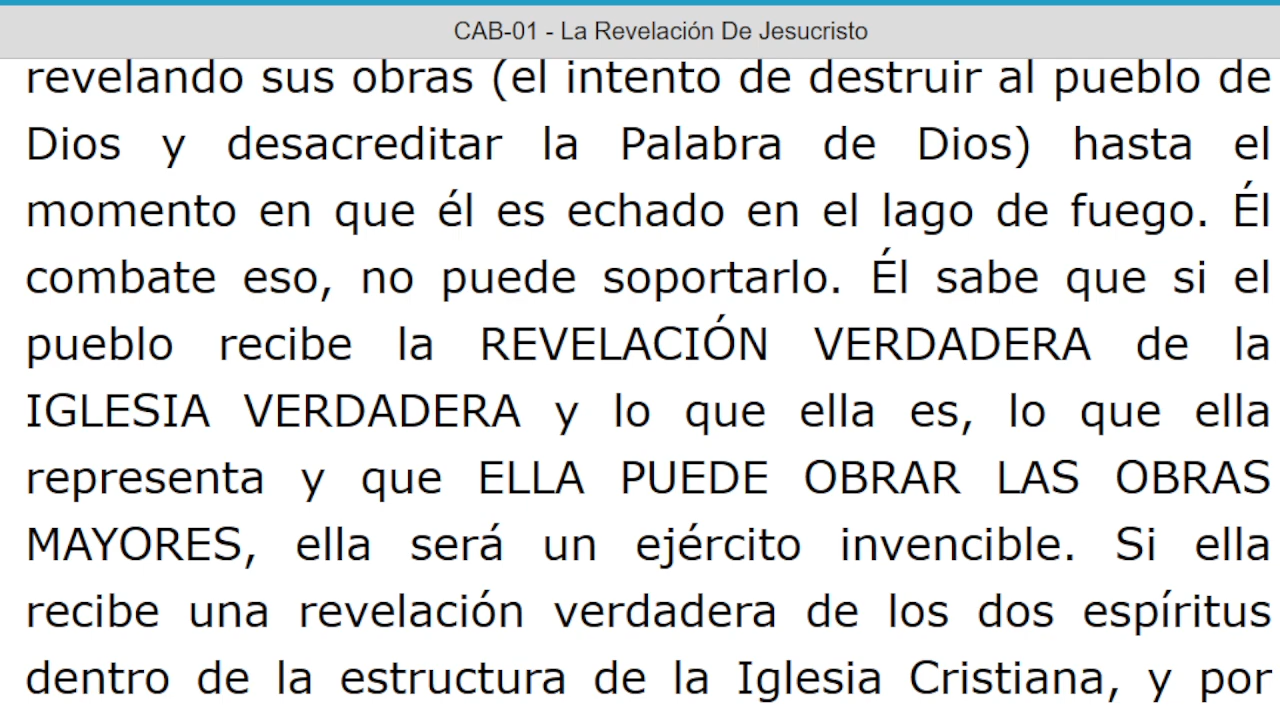 CAB-01 - La Revelación De Jesucristo
revelando sus obras (el intento de destruir al pueblo de
Dios y desacreditar la Palabra de Dios) hasta el
momento en que él es echado en el lago de fuego. Él
combate eso, no puede soportarlo. Él sabe que si el
pueblo recibe la REVELACIÓN VERDADERA de la
IGLESIA VERDADERA y lo que ella es, lo que ella
representa y que ELLA PUEDE OBRAR LAS OBRAS
MAYORES, ella será un ejército invencible. Si ella
recibe una revelación verdadera de los dos espíritus
dentro de la estructura de la Iglesia Cristiana, y por